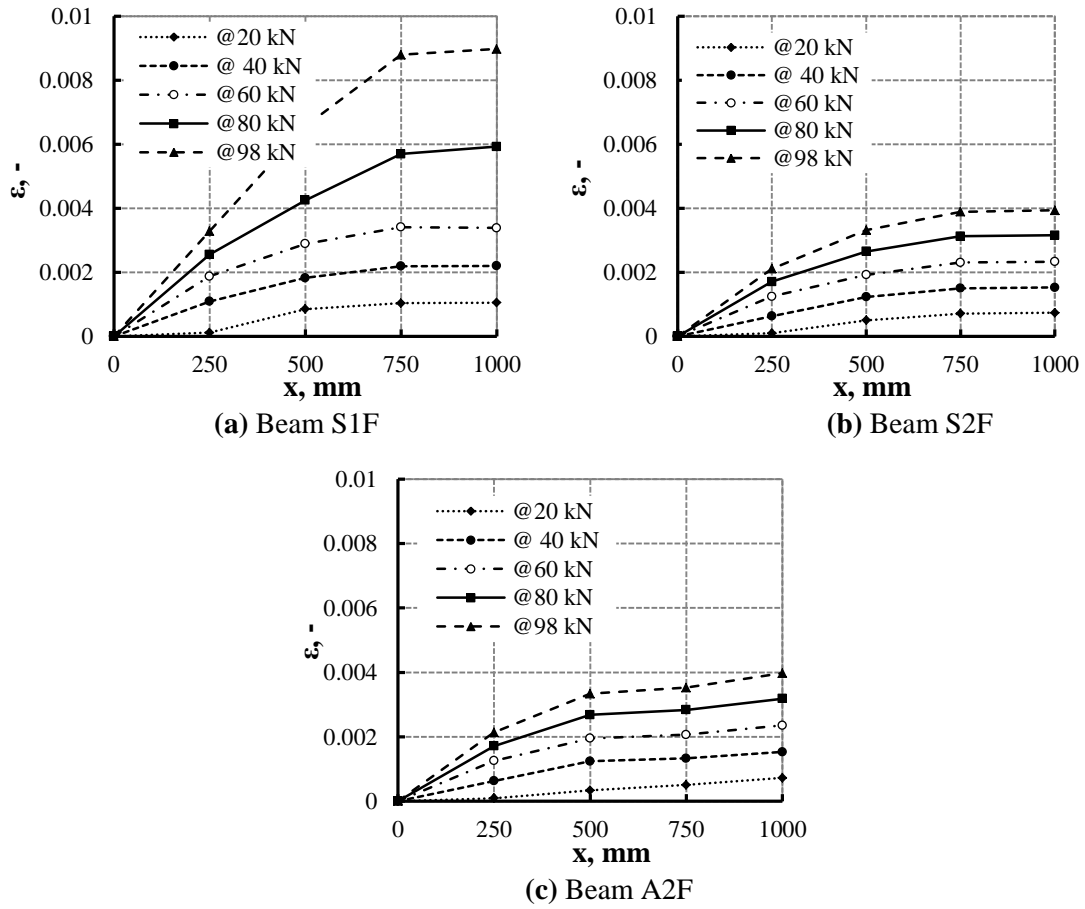 0.01
0.008
0.006
0.004
0.002
0
ε, -
@20 kN
@ 40 kN
@60 kN
@80 kN
@98 kN
0 250 500 750 1000
x, mm
(a) Beam S1F
0.01
0.008
0.006
0.004
0.002
0
ε, -
@20 kN
@ 40 kN
@60 kN
@80 kN
@98 kN
0 250 500 750 1000
x, mm
(b) Beam S2F
0.01
0.008
0.006
0.004
0.002
0
ε, -
@20 kN
@ 40 kN
@60 kN
@80 kN
@98 kN
0 250 500 750 1000
x, mm
(c) Beam A2F